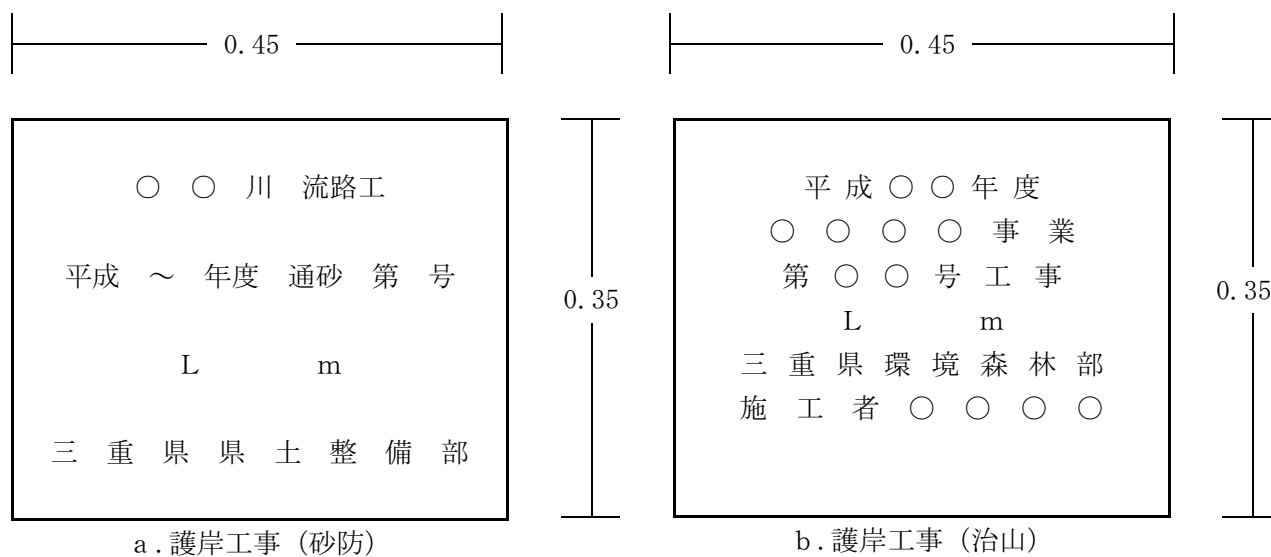 0.45
○ ○ 川 流路工
平成 ～ 年度 通砂 第 号
L m
三 重 県 県 土 整 備 部
0.35
a.護岸工事（砂防）
0.45
平 成 ○ ○ 年 度
○ ○ ○ ○ 事 業
第 ○ ○ 号 工 事
L m
三 重 県 環 境 森 林 部
施 工 者 ○ ○ ○ ○
0.35
b.護岸工事（治山）